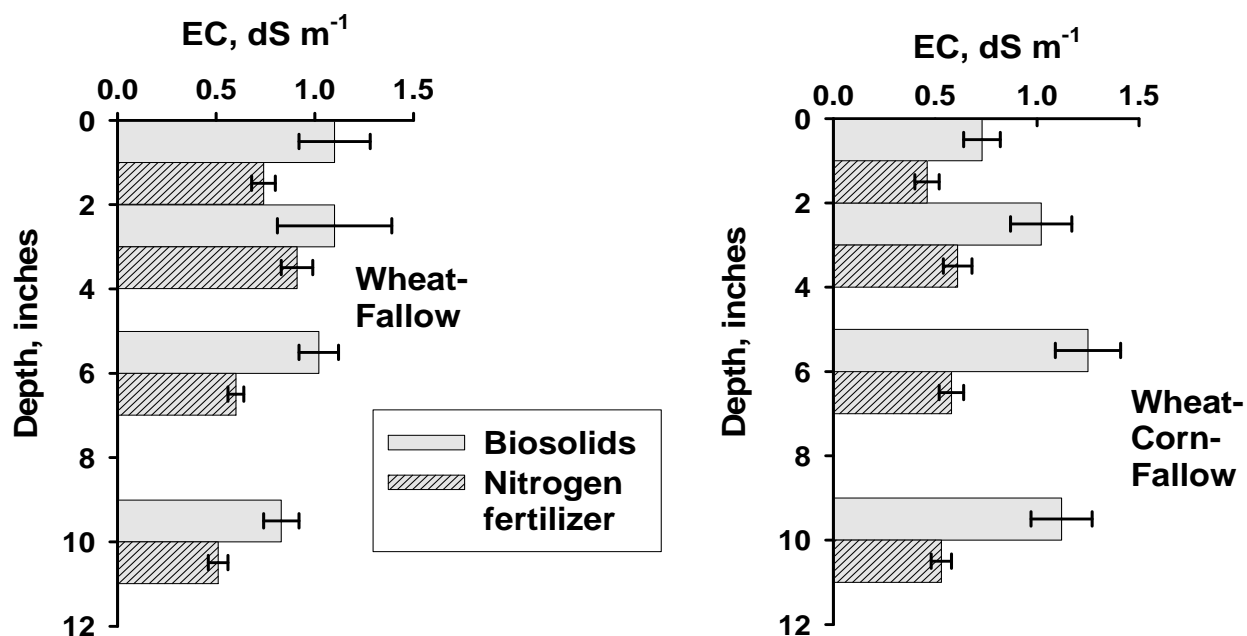 EC, dS m⁻¹
0.0 0.5 1.0 1.5
0
2
4
6
8
10
12
Depth, inches
Wheat-
Fallow
Biosolids
Nitrogen
fertilizer
EC, dS m⁻¹
0.0 0.5 1.0 1.5
0
2
4
6
8
10
12
Depth, inches
Wheat-
Corn-
Fallow